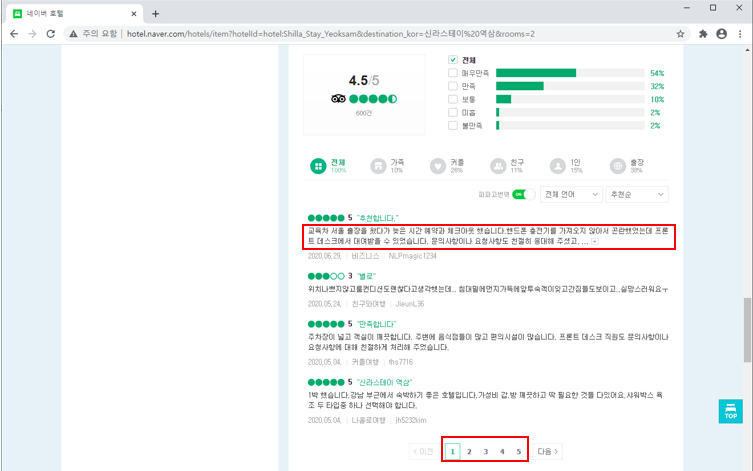 네이버 호텔
주의 요함 | hotel.naver.com/hotels/item?hotelId=hotel:Shilla_Stay_Yeoksam&destination_kor=신라스테이%20역삼&rooms=2
4.5/5
600건
전체
매우만족 54%
만족 32%
보통 10%
미흡 2%
불만족 2%
전체 100%
가족 10%
커플 26%
친구 11%
1인 15%
출장 38%
파파고번역 ON 전체 언어 추천순
5 "추천합니다."
교육차 서울 출장을 왔다가 늦은 시간 예약과 체크아웃 했습니다.핸드폰 충전기를 가져오지 않아서 곤란했었는데 프론
트 데스크에서 대여받을 수 있었습니다. 문의사항이나 요청사항도 친절히 응대해 주셨고, ...
2020.06.29. | 비즈니스 | NLPmagic1234
3 "별로"
위치나쁘지않고룸컨디션도괜찮다고생각했는데.. 침대밑에먼지가득에앞투숙객이잊고간짐들도보이고..실망스러워요ㅜ
2020.05.24. | 친구와여행 | JieunL36
5 "만족합니다"
주차장이 넓고 객실이 깨끗합니다. 주변에 음식점들이 많고 편의시설이 많습니다. 프론트 데스크 직원도 문의사항이나
요청사항에 대해 친절하게 처리해 주었습니다.
2020.05.04. | 커플여행 | ths7716
5 "신라스테이 역삼"
1박 했습니다.강남 부근에서 숙박하기 좋은 호텔입니다.가성비 갑.방 깨끗하고 딱 필요한 것들 다있어요.샤워박스 욕
조 두 타입중 하나 선택해야 합니다.
2020.05.04. | 나홀로여행 | jh5232kim
< 이전 1 2 3 4 5 다음 >
TOP